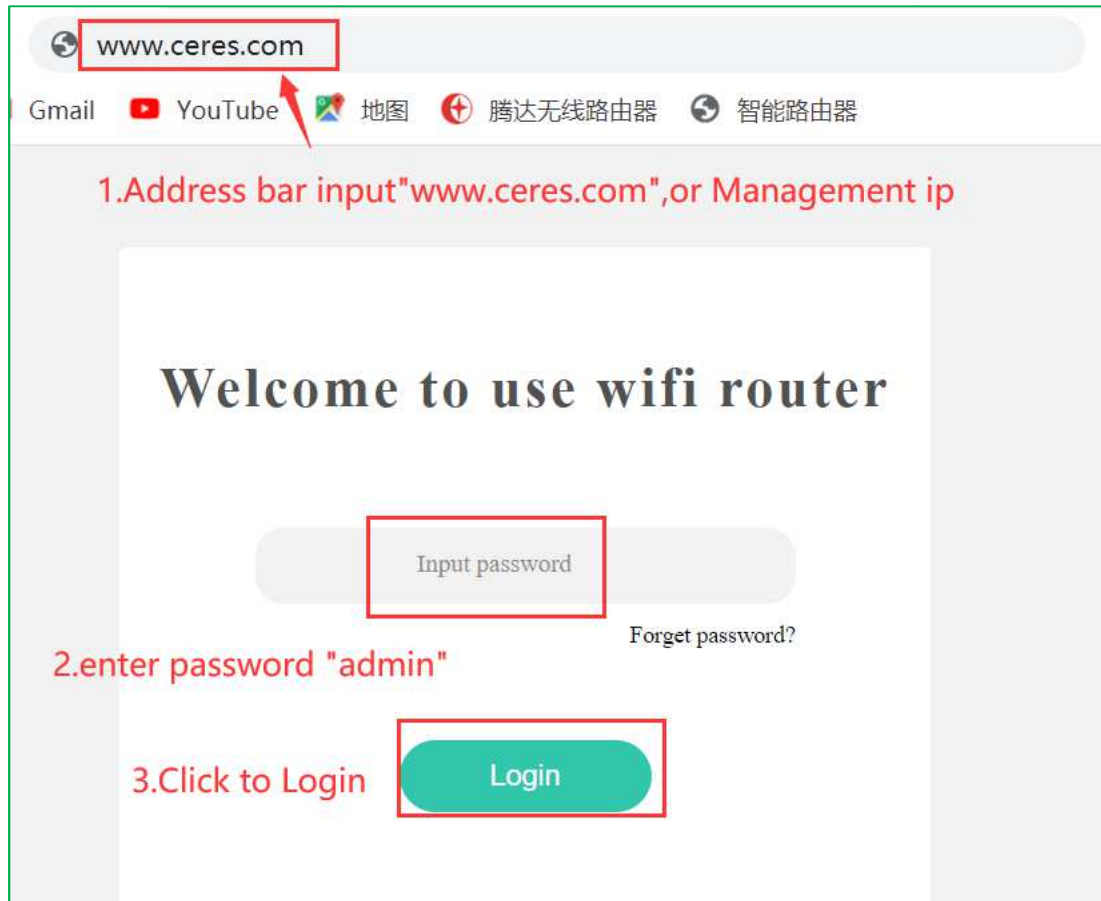 www.ceres.com
Gmail YouTube 地图 腾达无线路由器 智能路由器
1.Address bar input"www.ceres.com",or Management ip
Welcome to use wifi router
Input password
Forget password?
2.enter password "admin"
3.Click to Login
Login